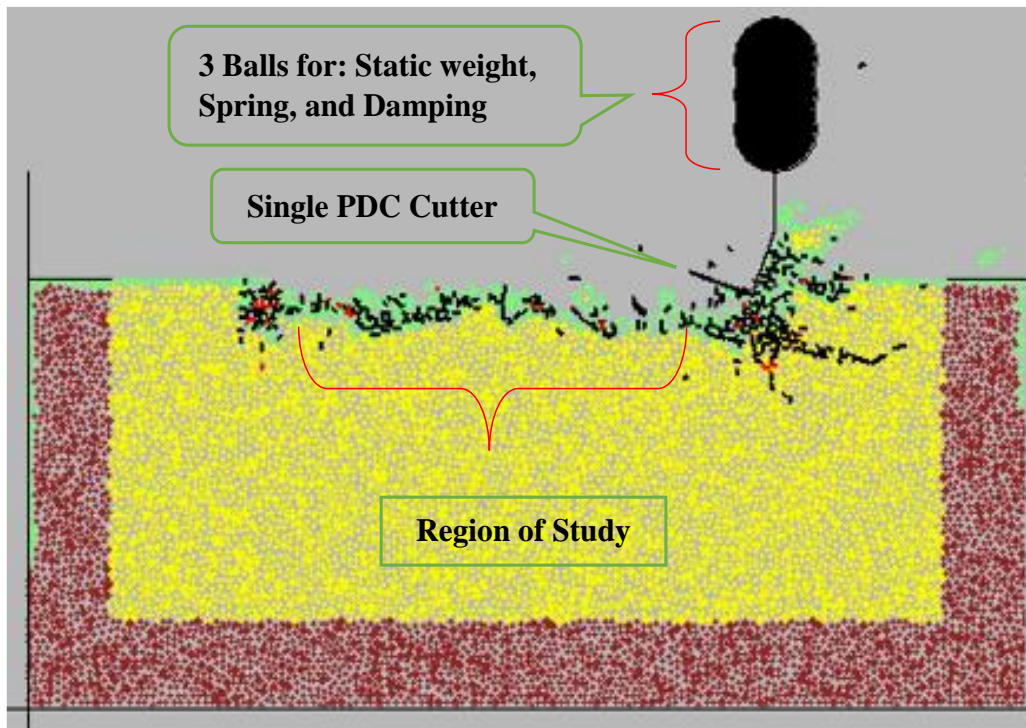 3 Balls for: Static weight,
Spring, and Damping
Single PDC Cutter
Region of Study